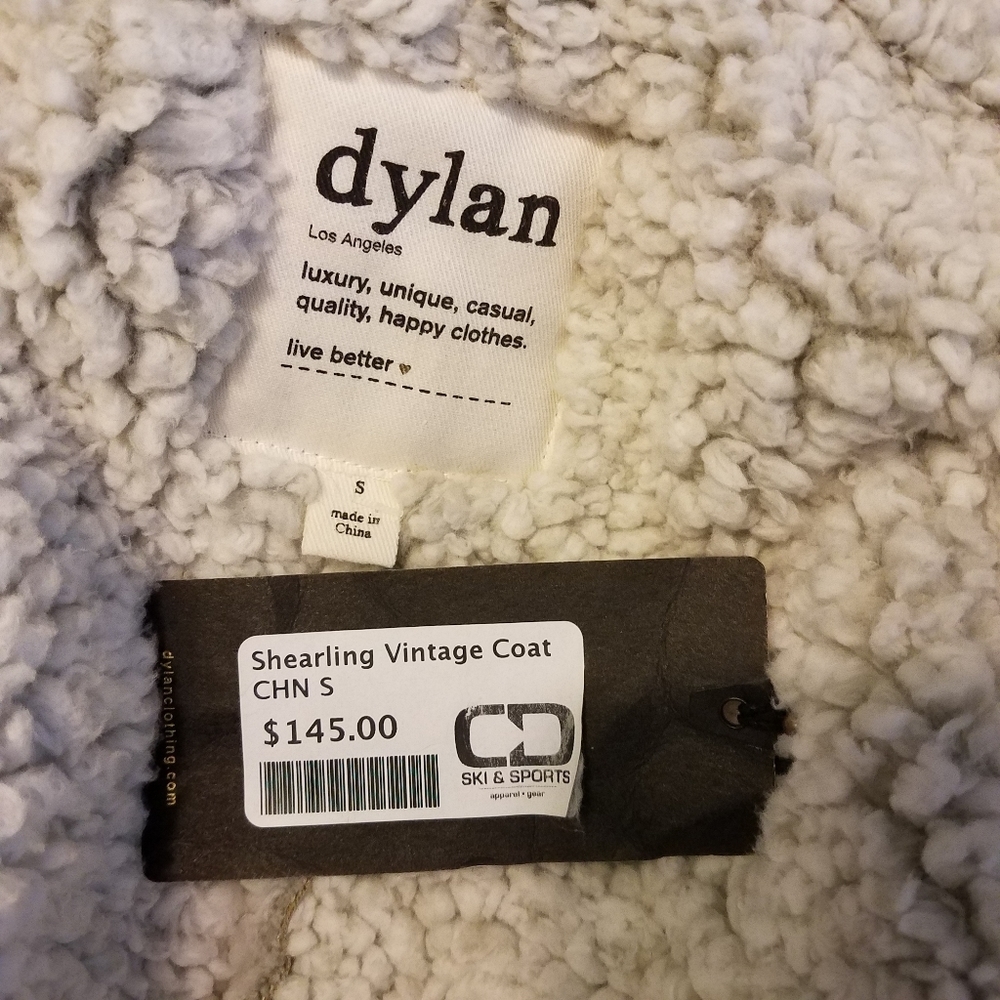 dylan
Los Angeles
luxury, unique, casual,
quality, happy clothes.
live better
S
made in
China
dylanclothing.com
Shearling Vintage Coat
CHN S
$145.00
CD
SKI & SPORTS
apparel • gear